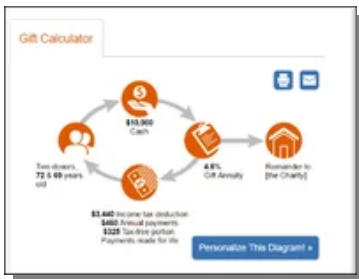 Gift Calculator
$10,000
Cash
Two donors,
72 & 69 years
old
4.6%
Gift Annuity
Remainder to
[the Charity]
$3,440 Income tax deduction
$460 Annual payments
$325 Tax-free portion
Payments made for life
Personalize This Diagram! »